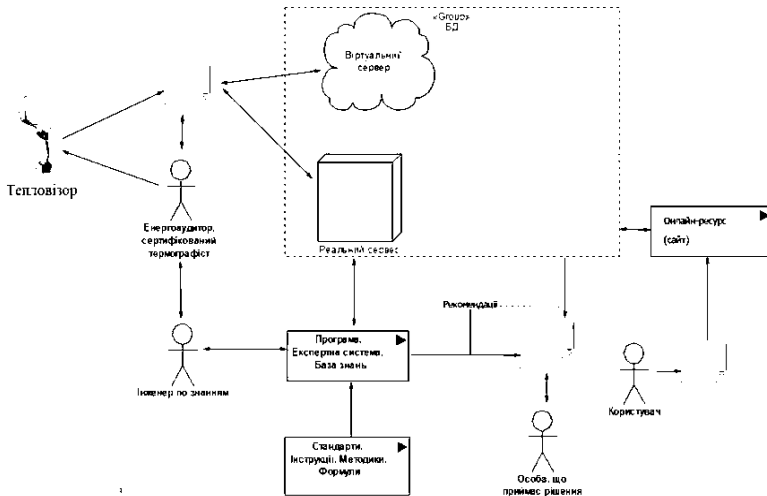 «Group»
БД
Віртуальний
сервер
Тепловізор
Енергоаудитор,
сертифікований
термографіст
Реальний сервер
Онлайн-ресурс
(сайт)
Рекомендації
Програма,
Експертна система,
База знань
Інженер по знанням
Користувач
Стандарти,
Інструкції, Методики,
Формули
Особа, що
приймає рішення